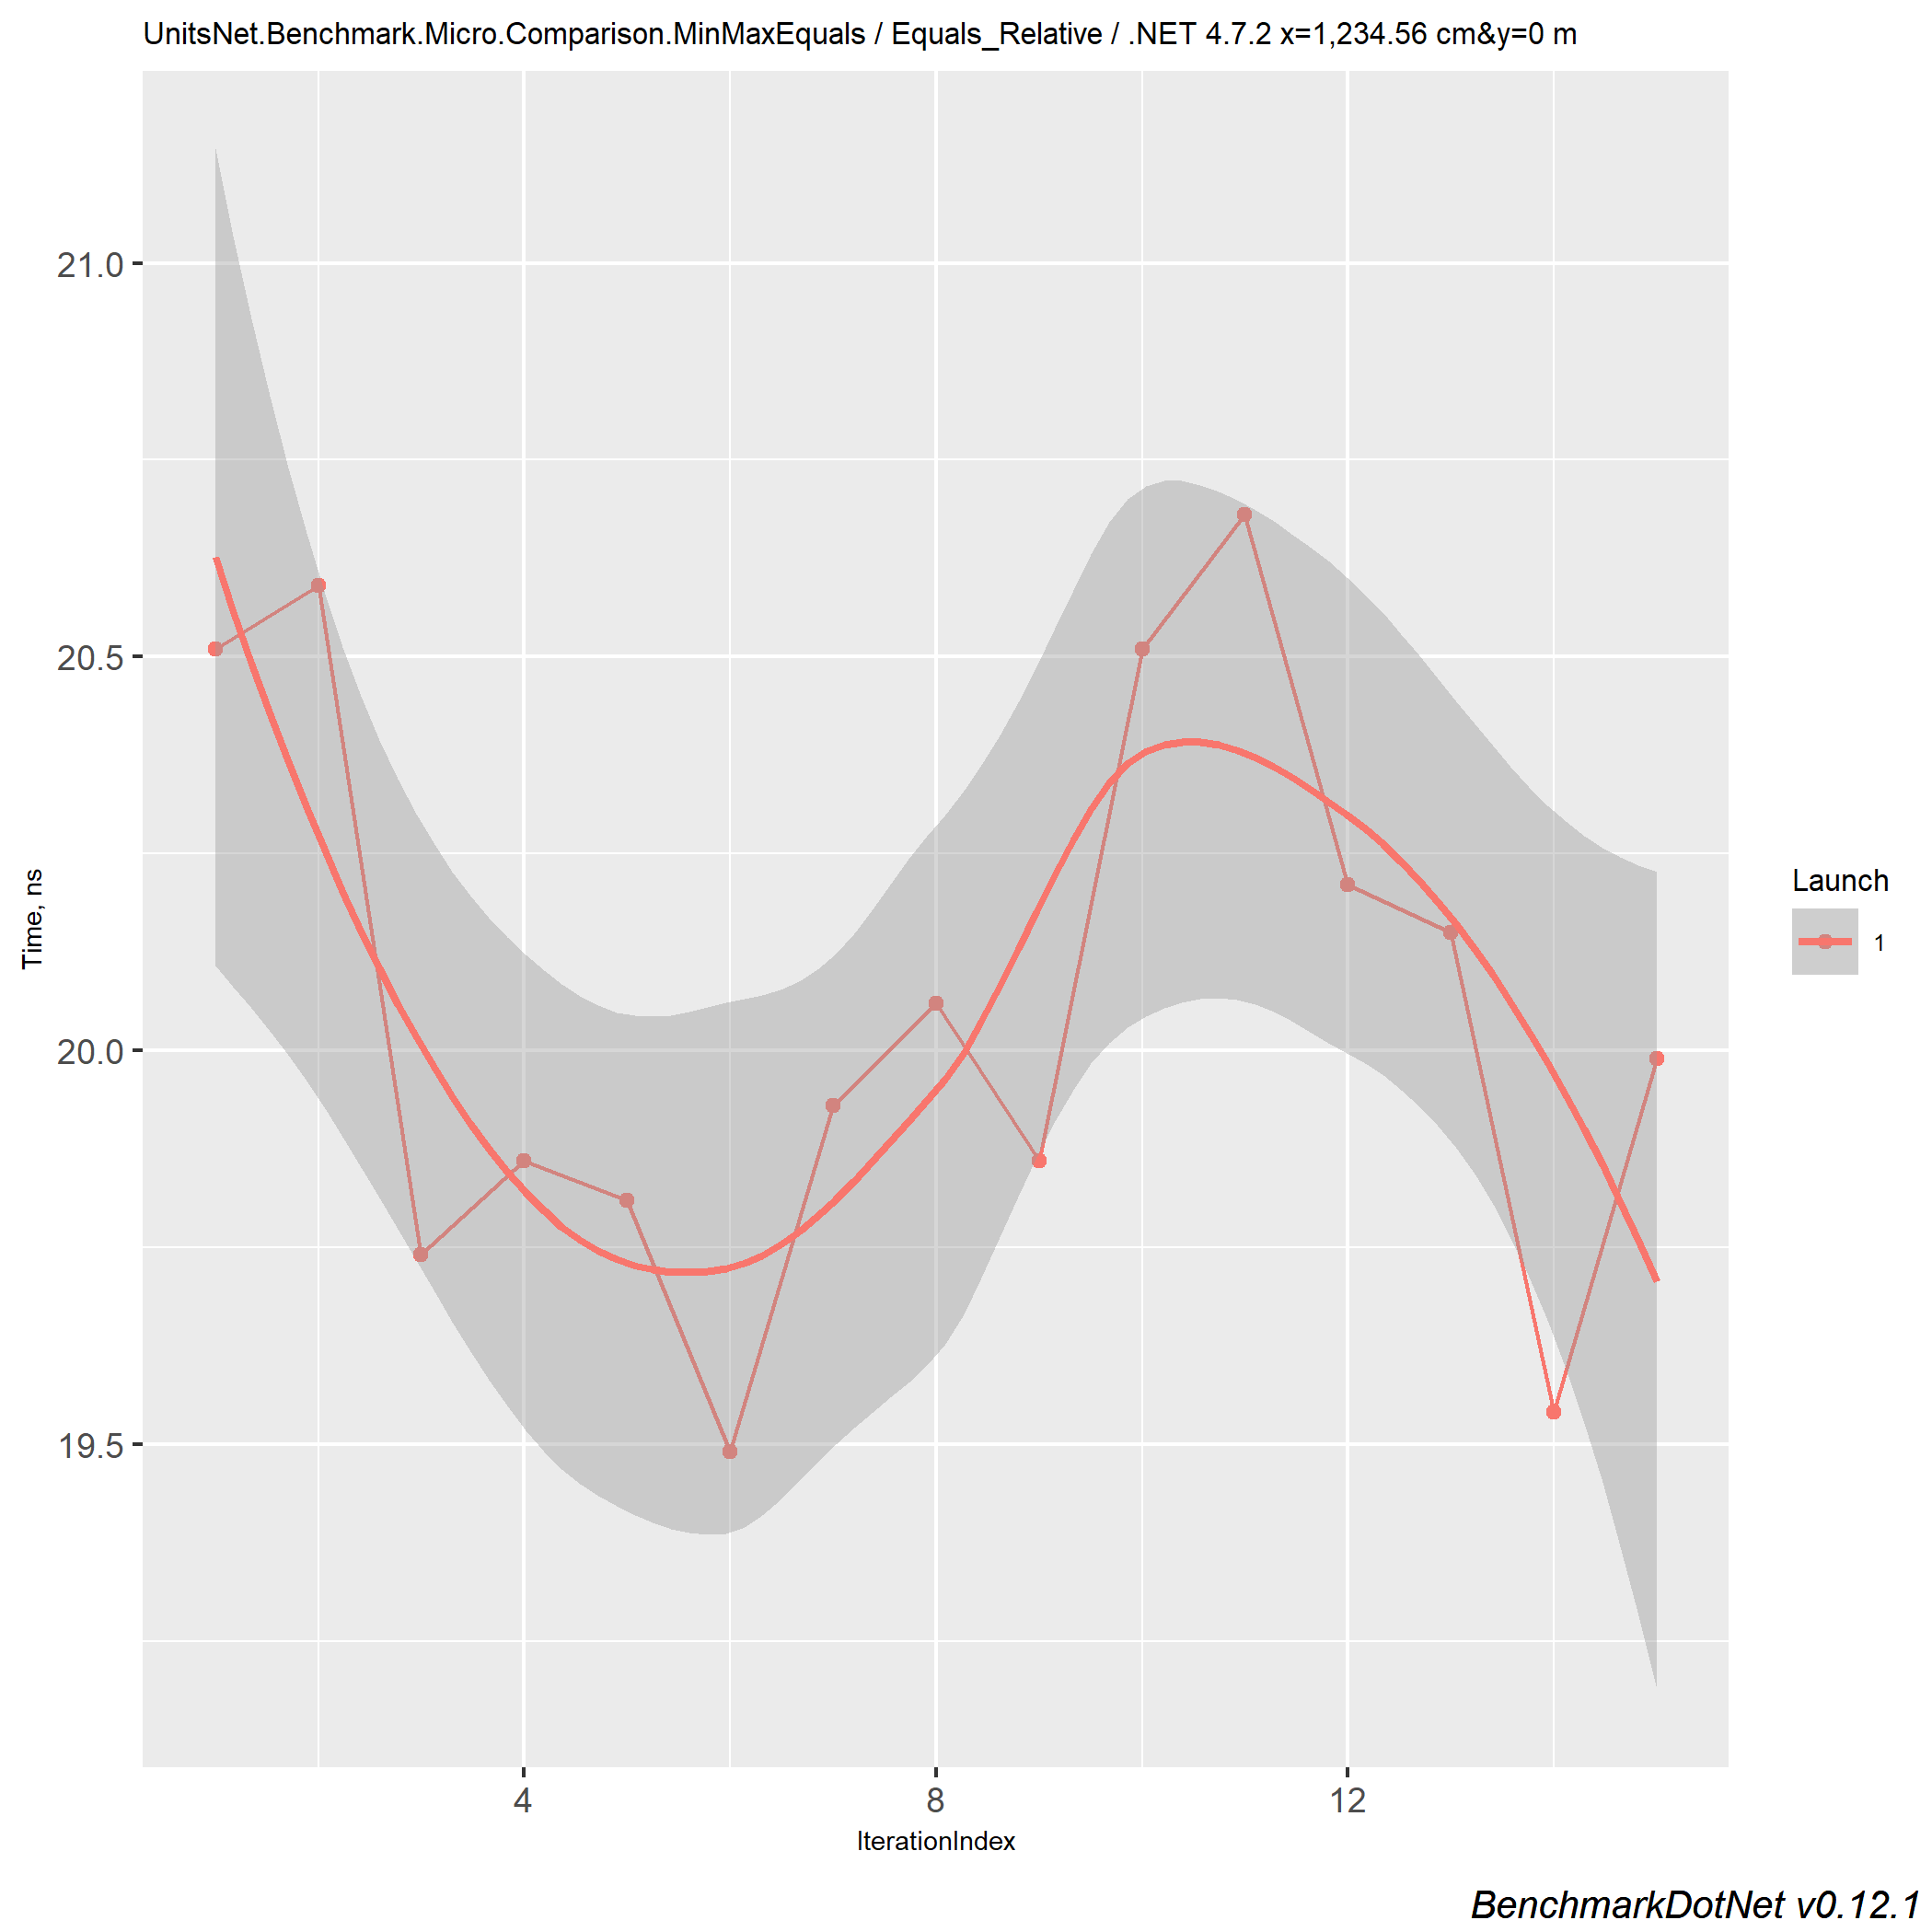 UnitsNet.Benchmark.Micro.Comparison.MinMaxEquals / Equals_Relative / .NET 4.7.2 x=1,234.56 cm&y=0 m
21.0
20.5
20.0
19.5
Time, ns
4 8 12
IterationIndex
Launch
1
BenchmarkDotNet v0.12.1